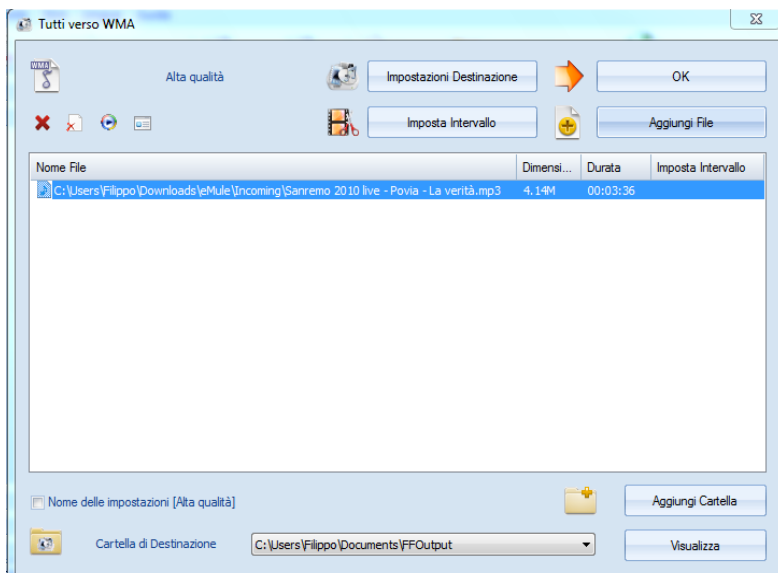 Tutti verso WMA
WMA
Alta qualità
Impostazioni Destinazione
OK
Imposta Intervallo
Aggiungi File
Nome File Dimensi... Durata Imposta Intervallo
C:\Users\Filippo\Downloads\eMule\Incoming\Sanremo 2010 live - Povia - La verità.mp3 4.14M 00:03:36
Nome delle impostazioni [Alta qualità]
Aggiungi Cartella
Cartella di Destinazione
C:\Users\Filippo\Documents\FFOutput
Visualizza